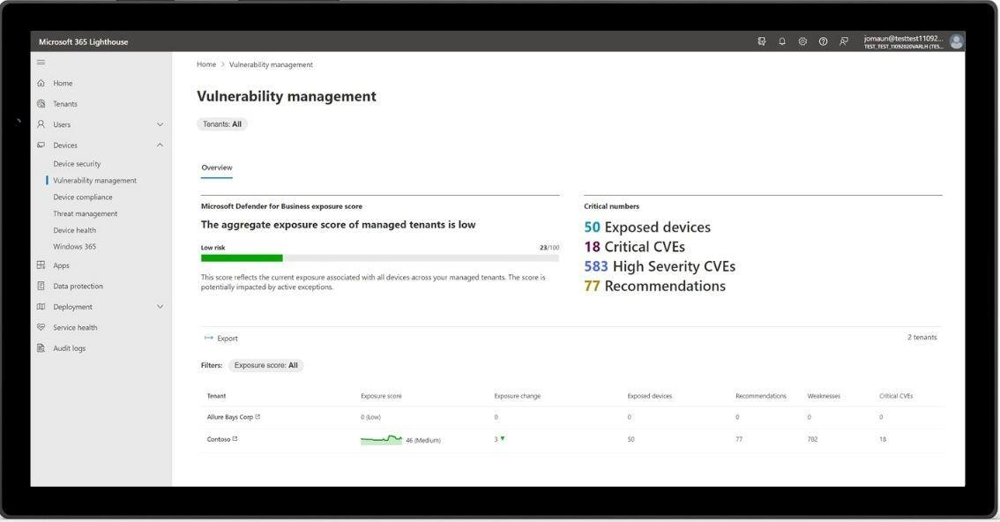 Microsoft 365 Lighthouse
jomaun@testtest11092...
TEST_TEST_11092020VARLH (TES...
Home
Tenants
Users
Devices
Device security
Vulnerability management
Device compliance
Threat management
Device health
Windows 365
Apps
Data protection
Deployment
Service health
Audit logs
Home > Vulnerability management
Vulnerability management
Tenants: All
Overview
Microsoft Defender for Business exposure score
The aggregate exposure score of managed tenants is low
Low risk 23/100
This score reflects the current exposure associated with all devices across your managed tenants. The score is
potentially impacted by active exceptions.
Critical numbers
50 Exposed devices
18 Critical CVEs
583 High Severity CVEs
77 Recommendations
Export 2 tenants
Filters: Exposure score: All
Tenant Exposure score Exposure change Exposed devices Recommendations Weaknesses Critical CVEs
Allure Bays Corp 0 (Low) 0 0 0 0 0
Contoso 46 (Medium) 3 50 77 782 18